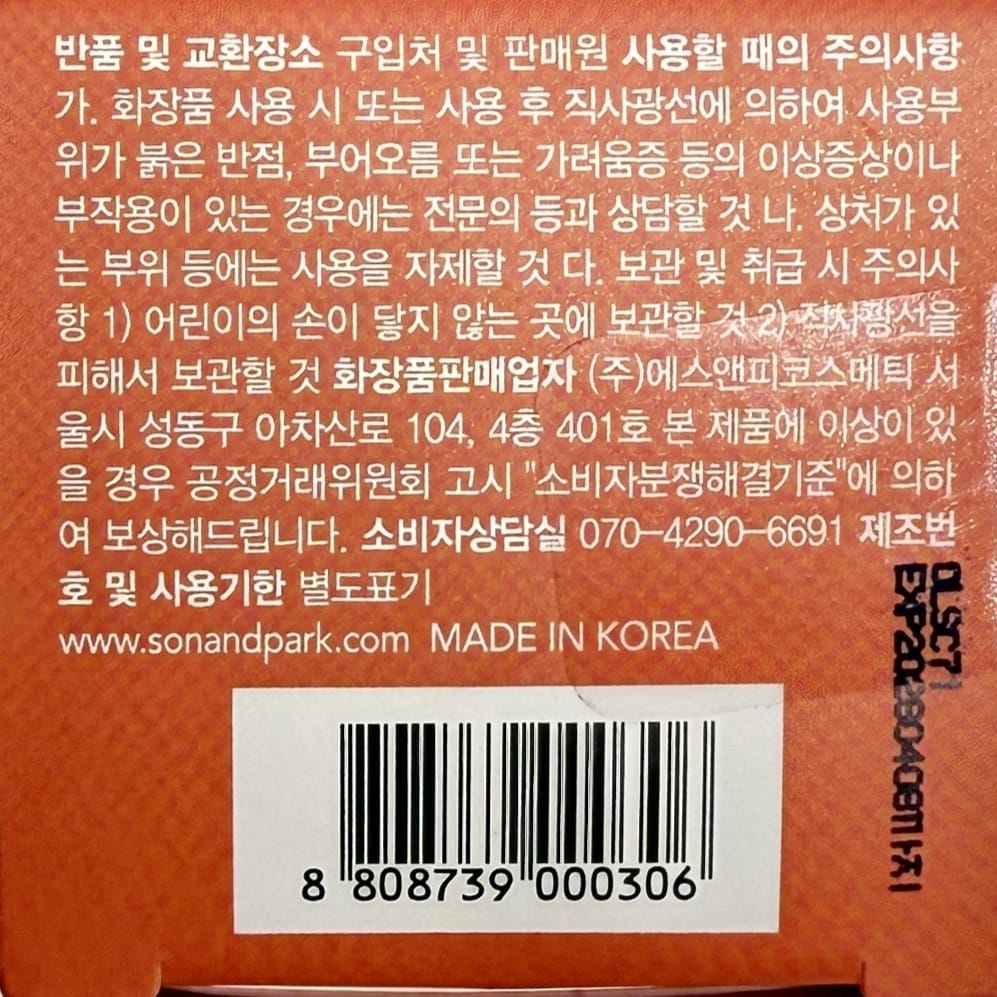 반품 및 교환장소 구입처 및 판매원 사용할 때의 주의사항
가. 화장품 사용 시 또는 사용 후 직사광선에 의하여 사용부
위가 붉은 반점, 부어오름 또는 가려움증 등의 이상증상이나
부작용이 있는 경우에는 전문의 등과 상담할 것 나. 상처가 있
는 부위 등에는 사용을 자제할 것 다. 보관 및 취급 시 주의사
항 1) 어린이의 손이 닿지 않는 곳에 보관할 것 2) 직사광선을
피해서 보관할 것 화장품판매업자 (주)에스앤피코스메틱 서
울시 성동구 아차산로 104, 4층 401호 본 제품에 이상이 있
을 경우 공정거래위원회 고시 "소비자분쟁해결기준"에 의하
여 보상해드립니다. 소비자상담실 070-4290-6691 제조번
호 및 사용기한 별도표기
www.sonandpark.com MADE IN KOREA
8 808739 000306